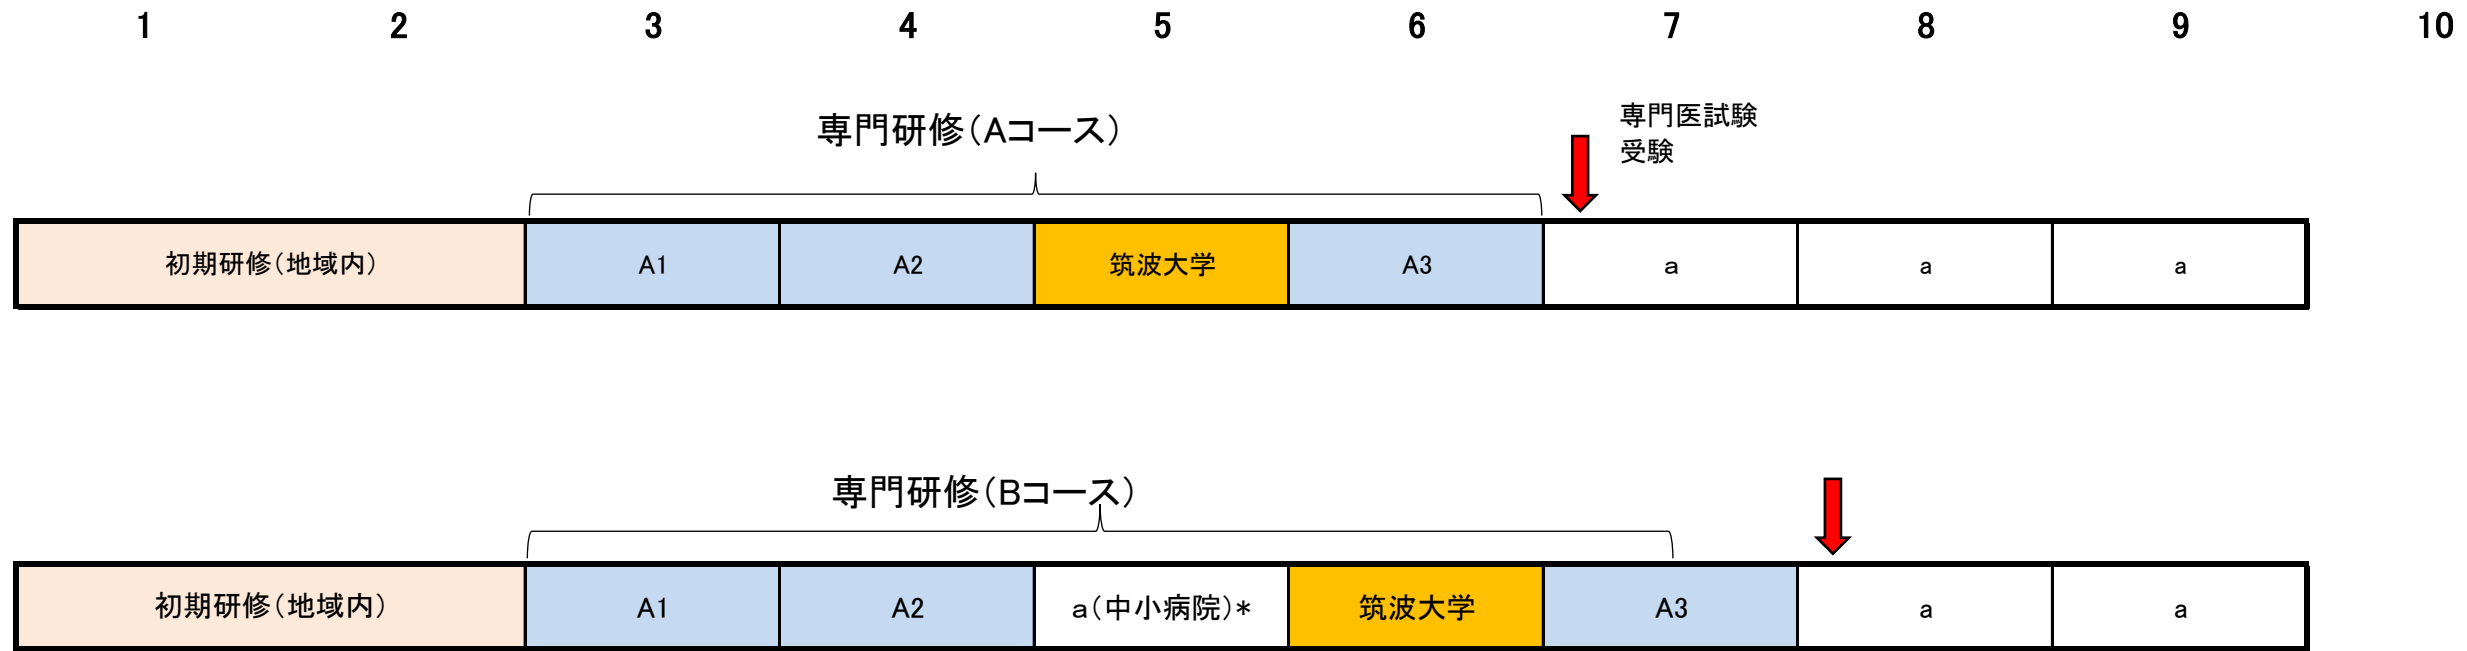 1 2 3 4 5 6 7 8 9 10
専門研修(Aコース)
専門医試験
受験
初期研修(地域内) A1 A2 筑波大学 A3 a a a
専門研修(Bコース)
初期研修(地域内) A1 A2 a(中小病院)* 筑波大学 A3 a a